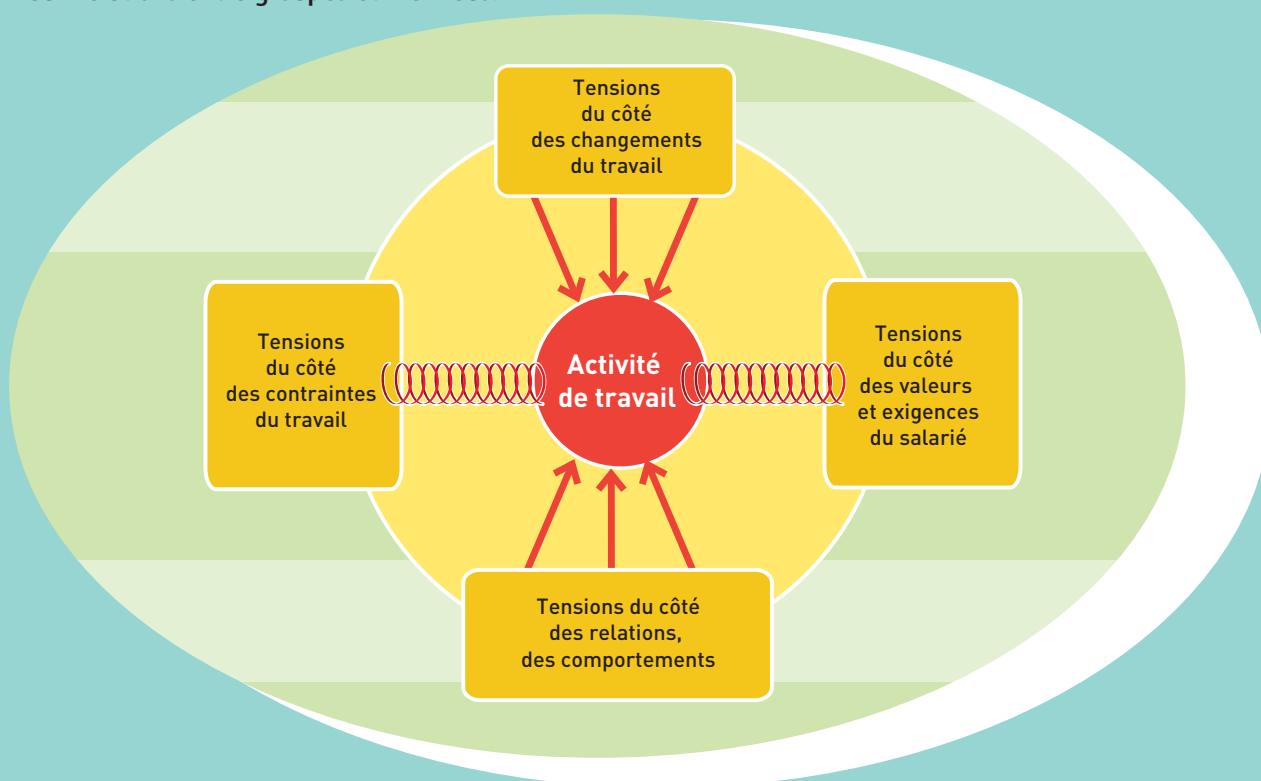 Tensions
du côté
des changements
du travail
Tensions
du côté
des contraintes
du travail
Activité
de travail
Tensions
du côté
des valeurs
et exigences
du salarié
Tensions du côté
des relations,
des comportements